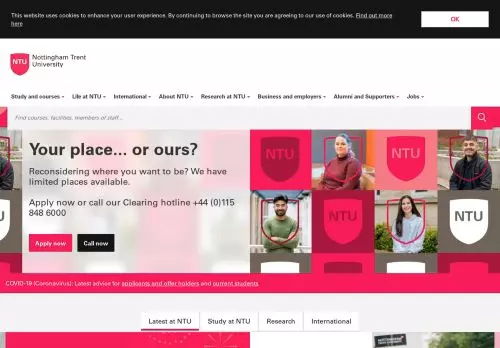 This website uses cookies to enhance your user experience. By continuing to browse the site you are agreeing to our use of cookies. Find out more
here
OK
NTU
Nottingham Trent
University
Study and courses
Life at NTU
International
About NTU
Research at NTU
Business and employers
Alumni and Supporters
Jobs
Find courses, facilities, members of staff...
Your place... or ours?
Reconsidering where you want to be? We have
limited places available.
Apply now or call our Clearing hotline +44 (0)115
848 6000
Apply now
Call now
NTU
NTU
NTU
NTU
COVID-19 (Coronavirus): Latest advice for applicants and offer holders and current students
Latest at NTU
Study at NTU
Research
International